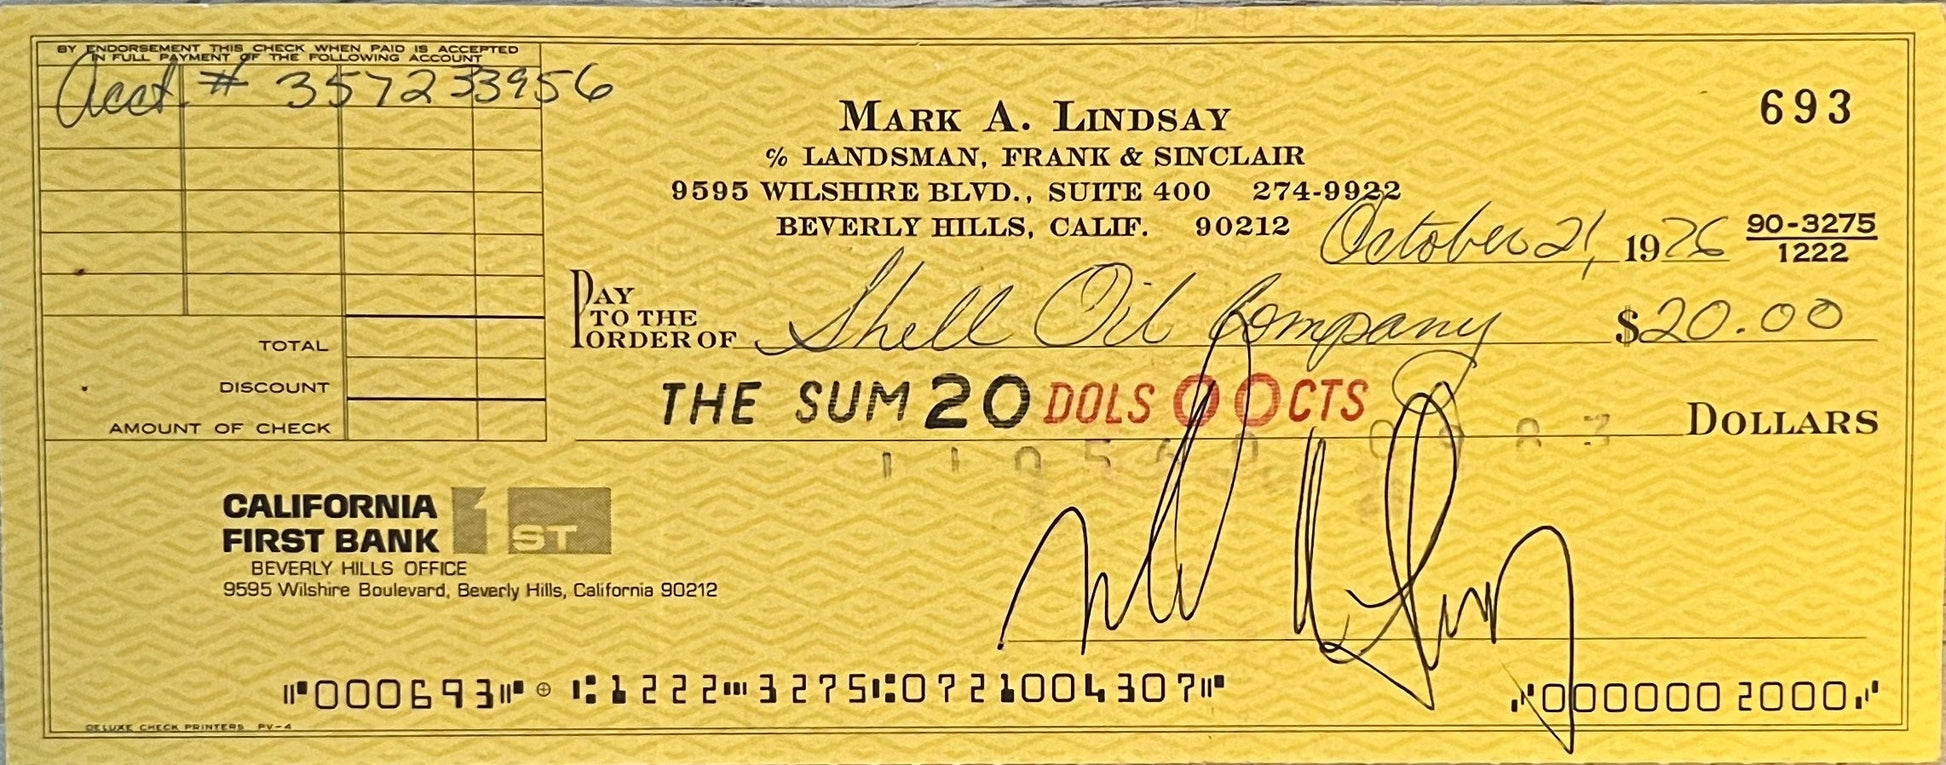 BY ENDORSEMENT THIS CHECK WHEN PAID IS ACCEPTED
IN FULL PAYMENT OF THE FOLLOWING ACCOUNT
Acct # 357233956
MARK A. LINDSAY
693
℅ LANDSMAN, FRANK & SINCLAIR
9595 WILSHIRE BLVD., SUITE 400 274-9922
BEVERLY HILLS, CALIF. 90212
October 21, 1976
90-3275
1222
PAY
TO THE
ORDER OF Shell Oil Company $20.00
THE SUM 20 DOLS 00 CTS DOLLARS
TOTAL
DISCOUNT
AMOUNT OF CHECK
CALIFORNIA
FIRST BANK
1ST
BEVERLY HILLS OFFICE
9595 Wilshire Boulevard, Beverly Hills, California 90212
⑈000693⑈ ⑆1222⑉3275⑆0721004307⑈ ⑈0000002000⑈
DELUXE CHECK PRINTERS PV-4